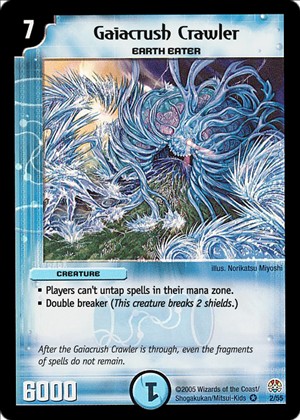 7
Gaiacrush Crawler
EARTH EATER
illus. Norikatsu Miyoshi
CREATURE
▪ Players can't untap spells in their mana zone.
▪ Double breaker (This creature breaks 2 shields.)
After the Gaiacrush Crawler is through, even the fragments
of spells do not remain.
6000
1
©2005 Wizards of the Coast/
Shogakukan/Mitsui-Kids 2/55